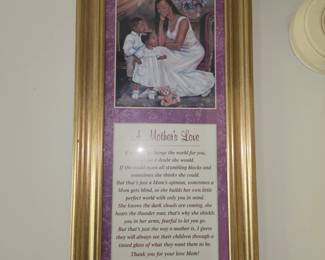 A Mother's Love
change the world for you,
a doubt she would.
If she could erase all stumbling blocks and
sometimes she thinks she could.
But that's just a Mom's opinion, sometimes a
Mom gets blind, as she builds her own little
perfect world with only you in mind.
She knows the dark clouds are coming, she
hears the thunder roar, that's why she shields
you in her arms, fearful to let you go.
But that's just the way a mother is, I guess
they will always see their children through a
glass of what they want them to be.
Thank you for your love Mom!